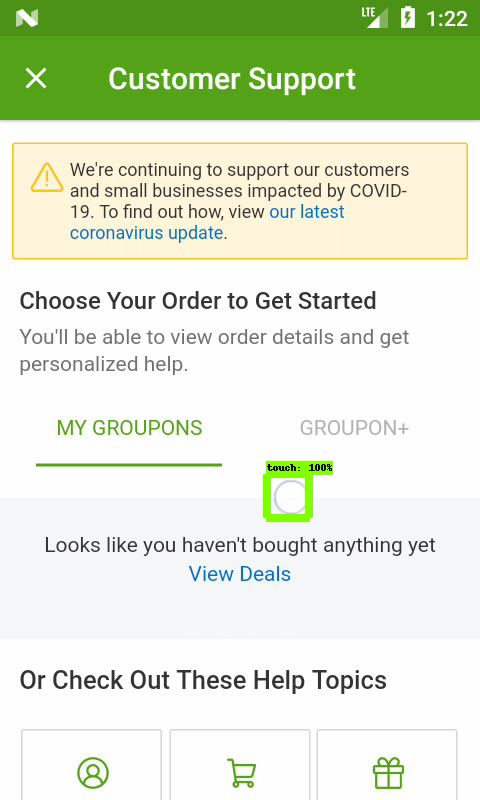 LTE 1:22
Customer Support
We're continuing to support our customers
and small businesses impacted by COVID-
19. To find out how, view our latest
coronavirus update.
Choose Your Order to Get Started
You'll be able to view order details and get
personalized help.
MY GROUPONS GROUPON+
touch: 100%
Looks like you haven't bought anything yet
View Deals
Or Check Out These Help Topics